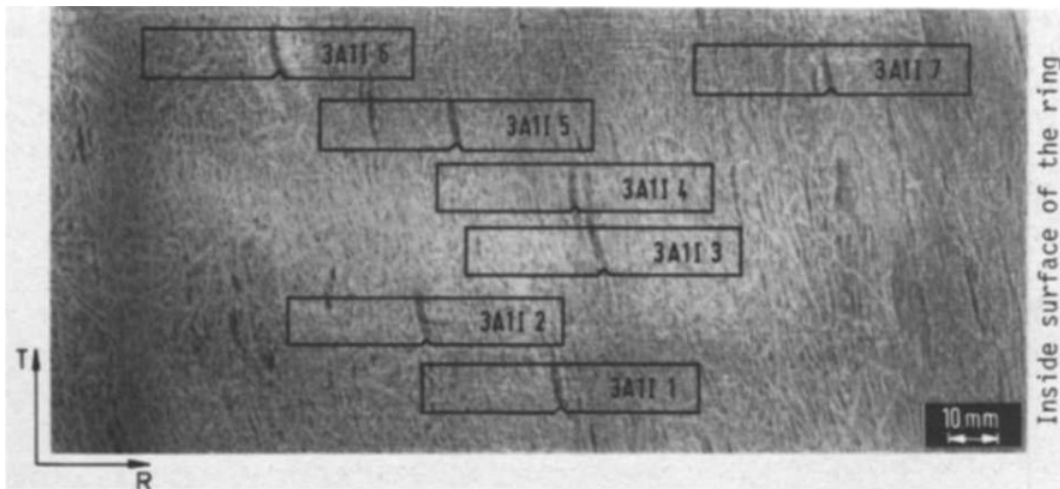 3A1I 6
3A1I 7
3A1I 5
3A1I 4
3A1I 3
3A1I 2
3A1I 1
T
R
10 mm
Inside surface of the ring